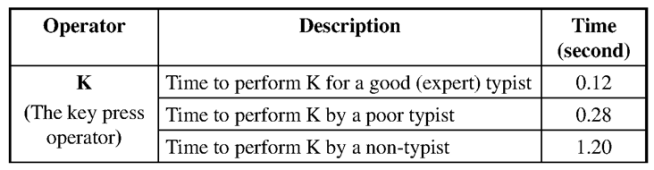 Operator Description Time
(second)
K Time to perform K for a good (expert) typist 0.12
(The key press Time to perform K by a poor typist 0.28
operator) Time to perform K by a non-typist 1.20